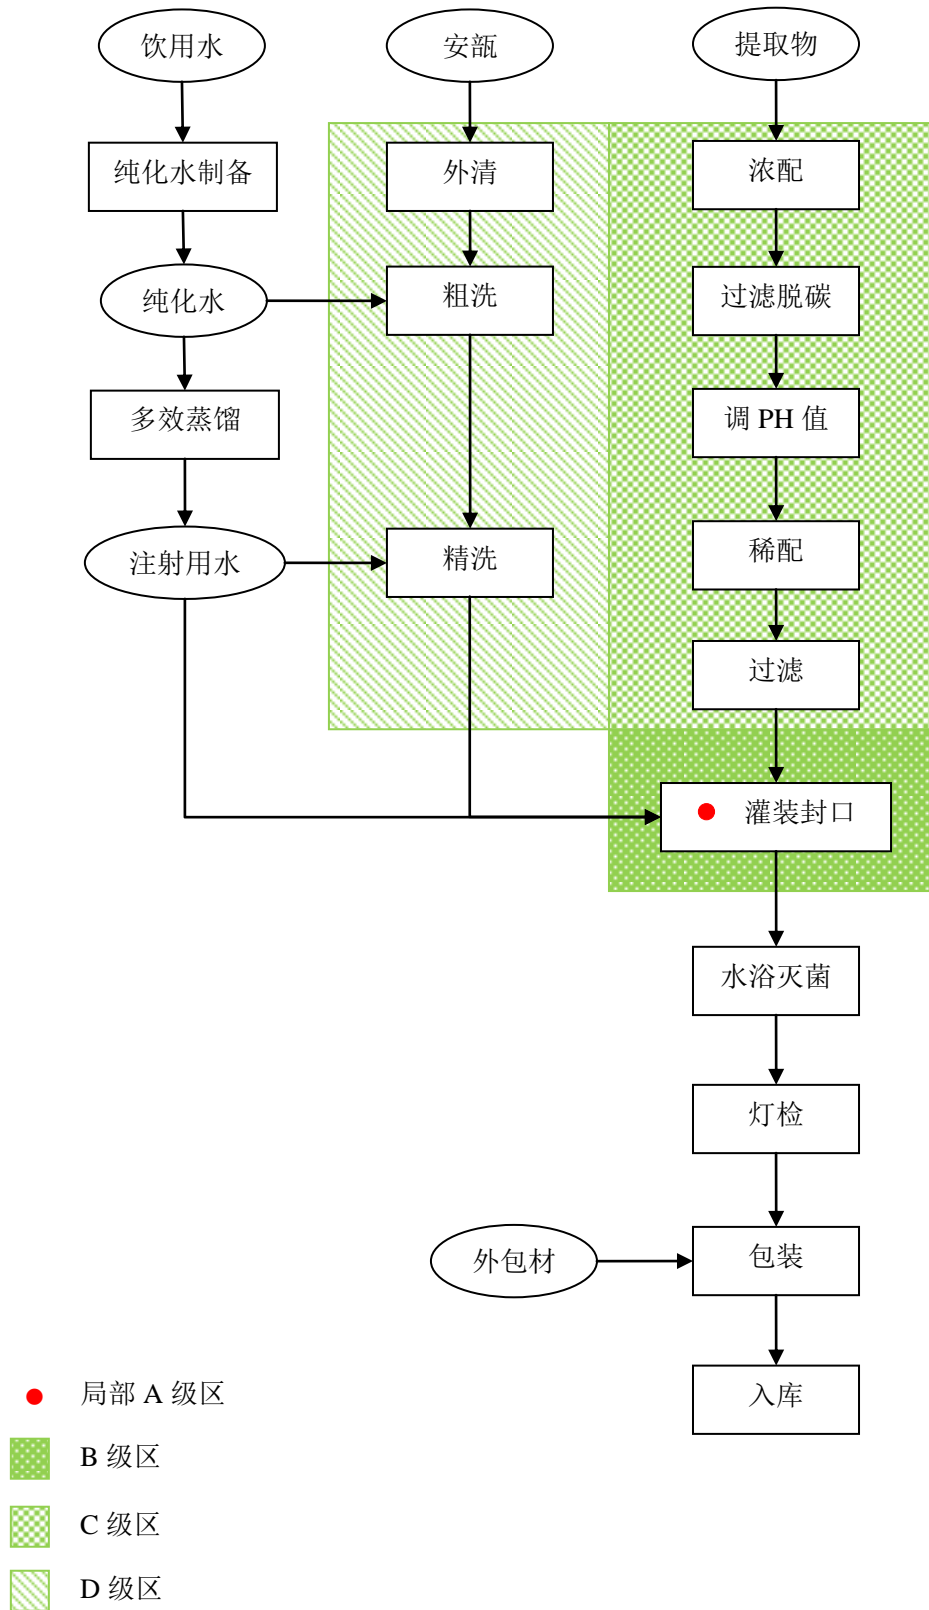 饮用水
安瓿
提取物
纯化水制备
外清
浓配
纯化水
粗洗
过滤脱碳
多效蒸馏
调 PH 值
注射用水
精洗
稀配
过滤
灌装封口
水浴灭菌
灯检
外包材
包装
局部 A 级区
入库
B 级区
C 级区
D 级区